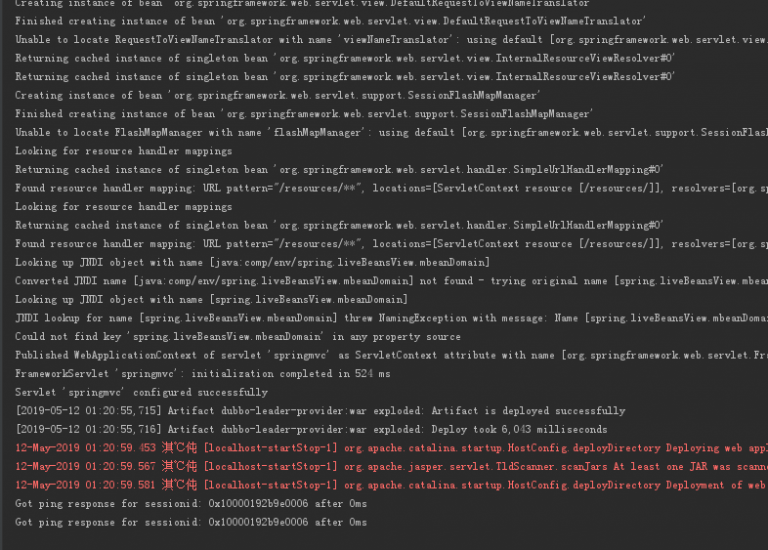 Creating instance of bean 'org.springframework.web.servlet.view.DefaultRequestToViewNameTranslator'
Finished creating instance of bean 'org.springframework.web.servlet.view.DefaultRequestToViewNameTranslator'
Unable to locate RequestToViewNameTranslator with name 'viewNameTranslator': using default [org.springframework.web.servlet.view.
Returning cached instance of singleton bean 'org.springframework.web.servlet.view.InternalResourceViewResolver#0'
Returning cached instance of singleton bean 'org.springframework.web.servlet.view.InternalResourceViewResolver#0'
Creating instance of bean 'org.springframework.web.servlet.support.SessionFlashMapManager'
Finished creating instance of bean 'org.springframework.web.servlet.support.SessionFlashMapManager'
Unable to locate FlashMapManager with name 'flashMapManager': using default [org.springframework.web.servlet.support.SessionFlash
Looking for resource handler mappings
Returning cached instance of singleton bean 'org.springframework.web.servlet.handler.SimpleUrlHandlerMapping#0'
Found resource handler mapping: URL pattern="/resources/**", locations=[ServletContext resource [/resources/]], resolvers=[org.sp
Looking for resource handler mappings
Returning cached instance of singleton bean 'org.springframework.web.servlet.handler.SimpleUrlHandlerMapping#0'
Found resource handler mapping: URL pattern="/resources/**", locations=[ServletContext resource [/resources/]], resolvers=[org.sp
Looking up JNDI object with name [java:comp/env/spring.liveBeansView.mbeanDomain]
Converted JNDI name [java:comp/env/spring.liveBeansView.mbeanDomain] not found - trying original name [spring.liveBeansView.mbean
Looking up JNDI object with name [spring.liveBeansView.mbeanDomain]
JNDI lookup for name [spring.liveBeansView.mbeanDomain] threw NamingException with message: Name [spring.liveBeansView.mbeanDomai
Could not find key 'spring.liveBeansView.mbeanDomain' in any property source
Published WebApplicationContext of servlet 'springmvc' as ServletContext attribute with name [org.springframework.web.servlet.Fr
FrameworkServlet 'springmvc': initialization completed in 524 ms
Servlet 'springmvc' configured successfully
[2019-05-12 01:20:55,715] Artifact dubbo-leader-provider:war exploded: Artifact is deployed successfully
[2019-05-12 01:20:55,716] Artifact dubbo-leader-provider:war exploded: Deploy took 6,043 milliseconds
12-May-2019 01:20:59.453 淇℃伅 [localhost-startStop-1] org.apache.catalina.startup.HostConfig.deployDirectory Deploying web appl
12-May-2019 01:20:59.567 淇℃伅 [localhost-startStop-1] org.apache.jasper.servlet.TldScanner.scanJars At least one JAR was scann
12-May-2019 01:20:59.581 淇℃伅 [localhost-startStop-1] org.apache.catalina.startup.HostConfig.deployDirectory Deployment of web
Got ping response for sessionid: 0x10000192b9e0006 after 0ms
Got ping response for sessionid: 0x10000192b9e0006 after 0ms